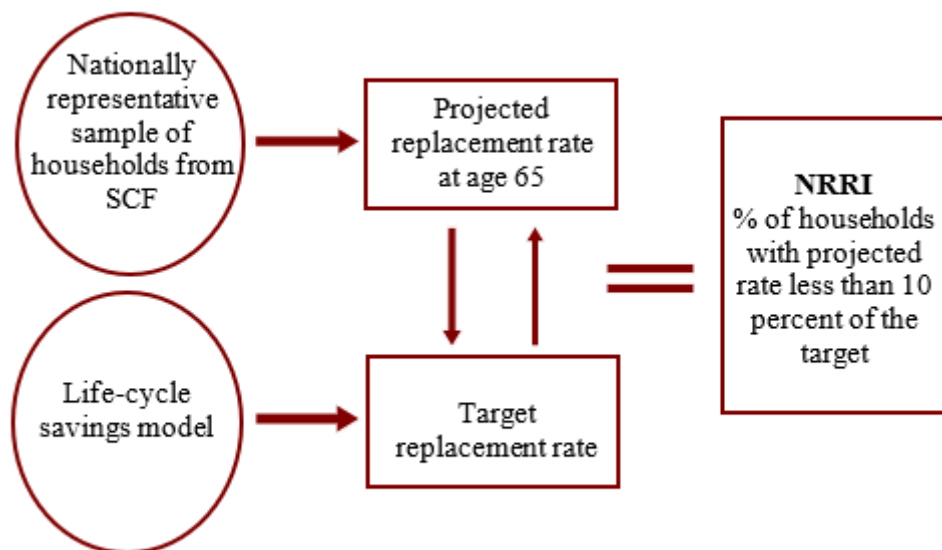 Nationally
representative
sample of
households from
SCF
Projected
replacement rate
at age 65
NRRI
% of households
with projected
rate less than 10
percent of the
target
Life-cycle
savings model
Target
replacement rate